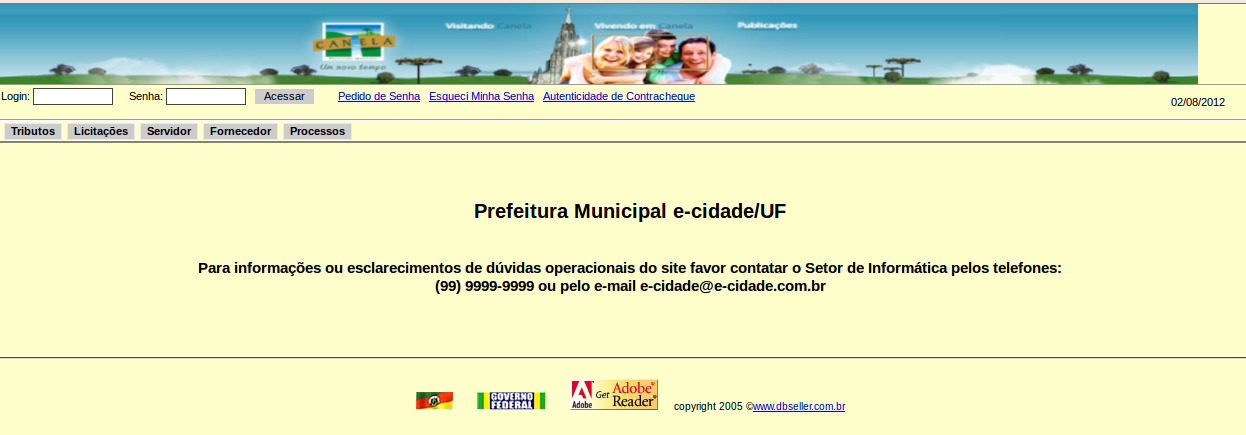 Visitando Canela
Vivendo em Canela
Publicações
CANELA
Um novo tempo
Login:
Senha:
Acessar
Pedido de Senha
Esqueci Minha Senha
Autenticidade de Contracheque
02/08/2012
Tributos
Licitações
Servidor
Fornecedor
Processos
Prefeitura Municipal e-cidade/UF
Para informações ou esclarecimentos de dúvidas operacionais do site favor contatar o Setor de Informática pelos telefones:
(99) 9999-9999 ou pelo e-mail e-cidade@e-cidade.com.br
GOVERNO
FEDERAL
Adobe
Get Adobe®
Reader®
copyright 2005 ©www.dbseller.com.br